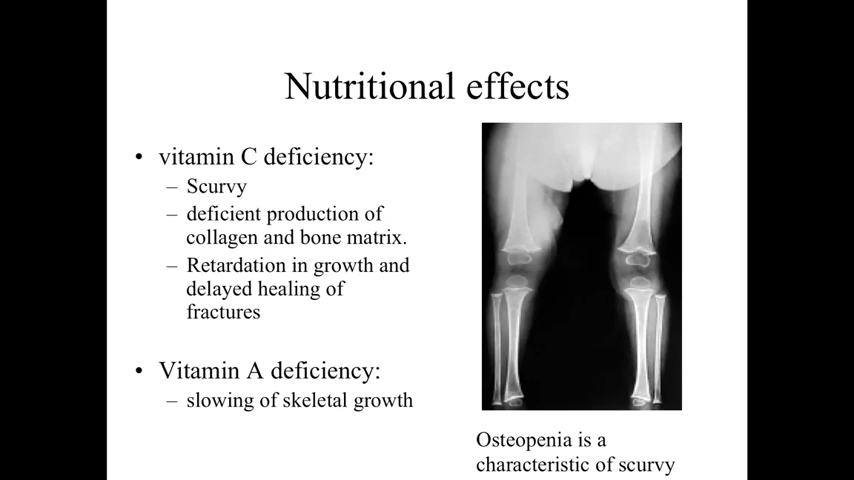 Nutritional effects
• vitamin C deficiency:
– Scurvy
– deficient production of
collagen and bone matrix.
– Retardation in growth and
delayed healing of
fractures
• Vitamin A deficiency:
– slowing of skeletal growth
Osteopenia is a
characteristic of scurvy